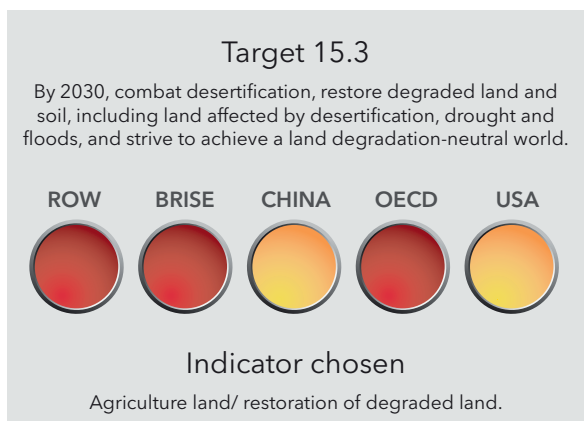 Target 15.3
By 2030, combat desertification, restore degraded land and
soil, including land affected by desertification, drought and
floods, and strive to achieve a land degradation-neutral world.
ROW BRISE CHINA OECD USA
Indicator chosen
Agriculture land/ restoration of degraded land.